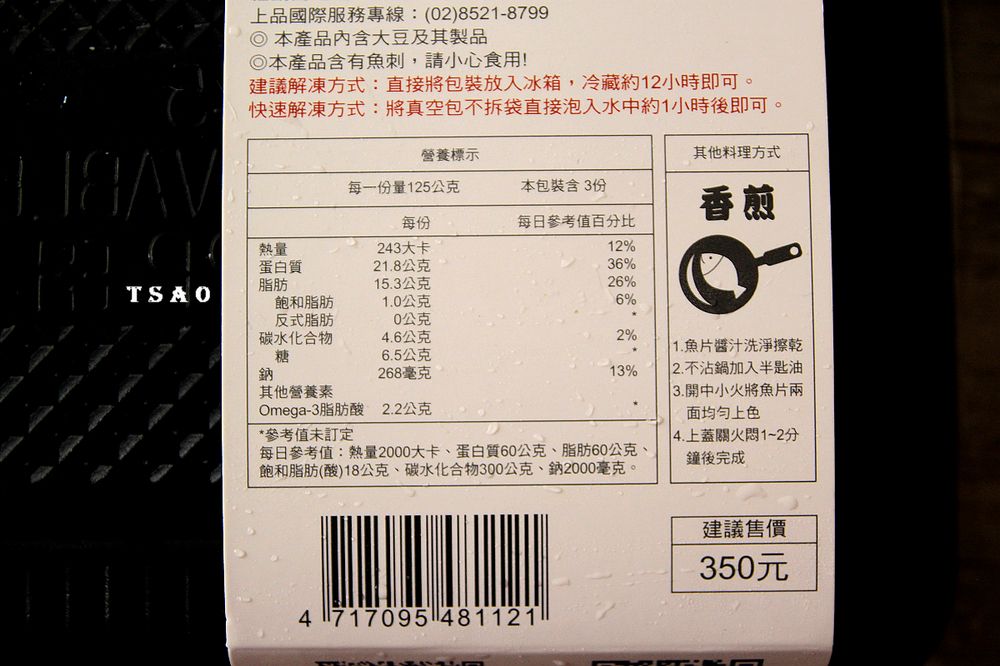 上品國際服務專線：(02)8521-8799
◎ 本產品內含大豆及其製品
◎本產品含有魚刺，請小心食用!
建議解凍方式：直接將包裝放入冰箱，冷藏約12小時即可。
快速解凍方式：將真空包不拆袋直接泡入水中約1小時後即可。
營養標示
每一份量125公克 本包裝含 3份
每份 每日參考值百分比
熱量 243大卡 12%
蛋白質 21.8公克 36%
脂肪 15.3公克 26%
飽和脂肪 1.0公克 6%
反式脂肪 0公克 *
碳水化合物 4.6公克 2%
糖 6.5公克 *
鈉 268毫克 13%
其他營養素
Omega-3脂肪酸 2.2公克 *
*參考值未訂定
每日參考值：熱量2000大卡、蛋白質60公克、脂肪60公克、
飽和脂肪(酸)18公克、碳水化合物300公克、鈉2000毫克。
其他料理方式
香煎
1.魚片醬汁洗淨擦乾
2.不沾鍋加入半匙油
3.開中小火將魚片兩
面均勻上色
4.上蓋關火悶1~2分
鐘後完成
建議售價
350元
4 717095 481121
TSAO